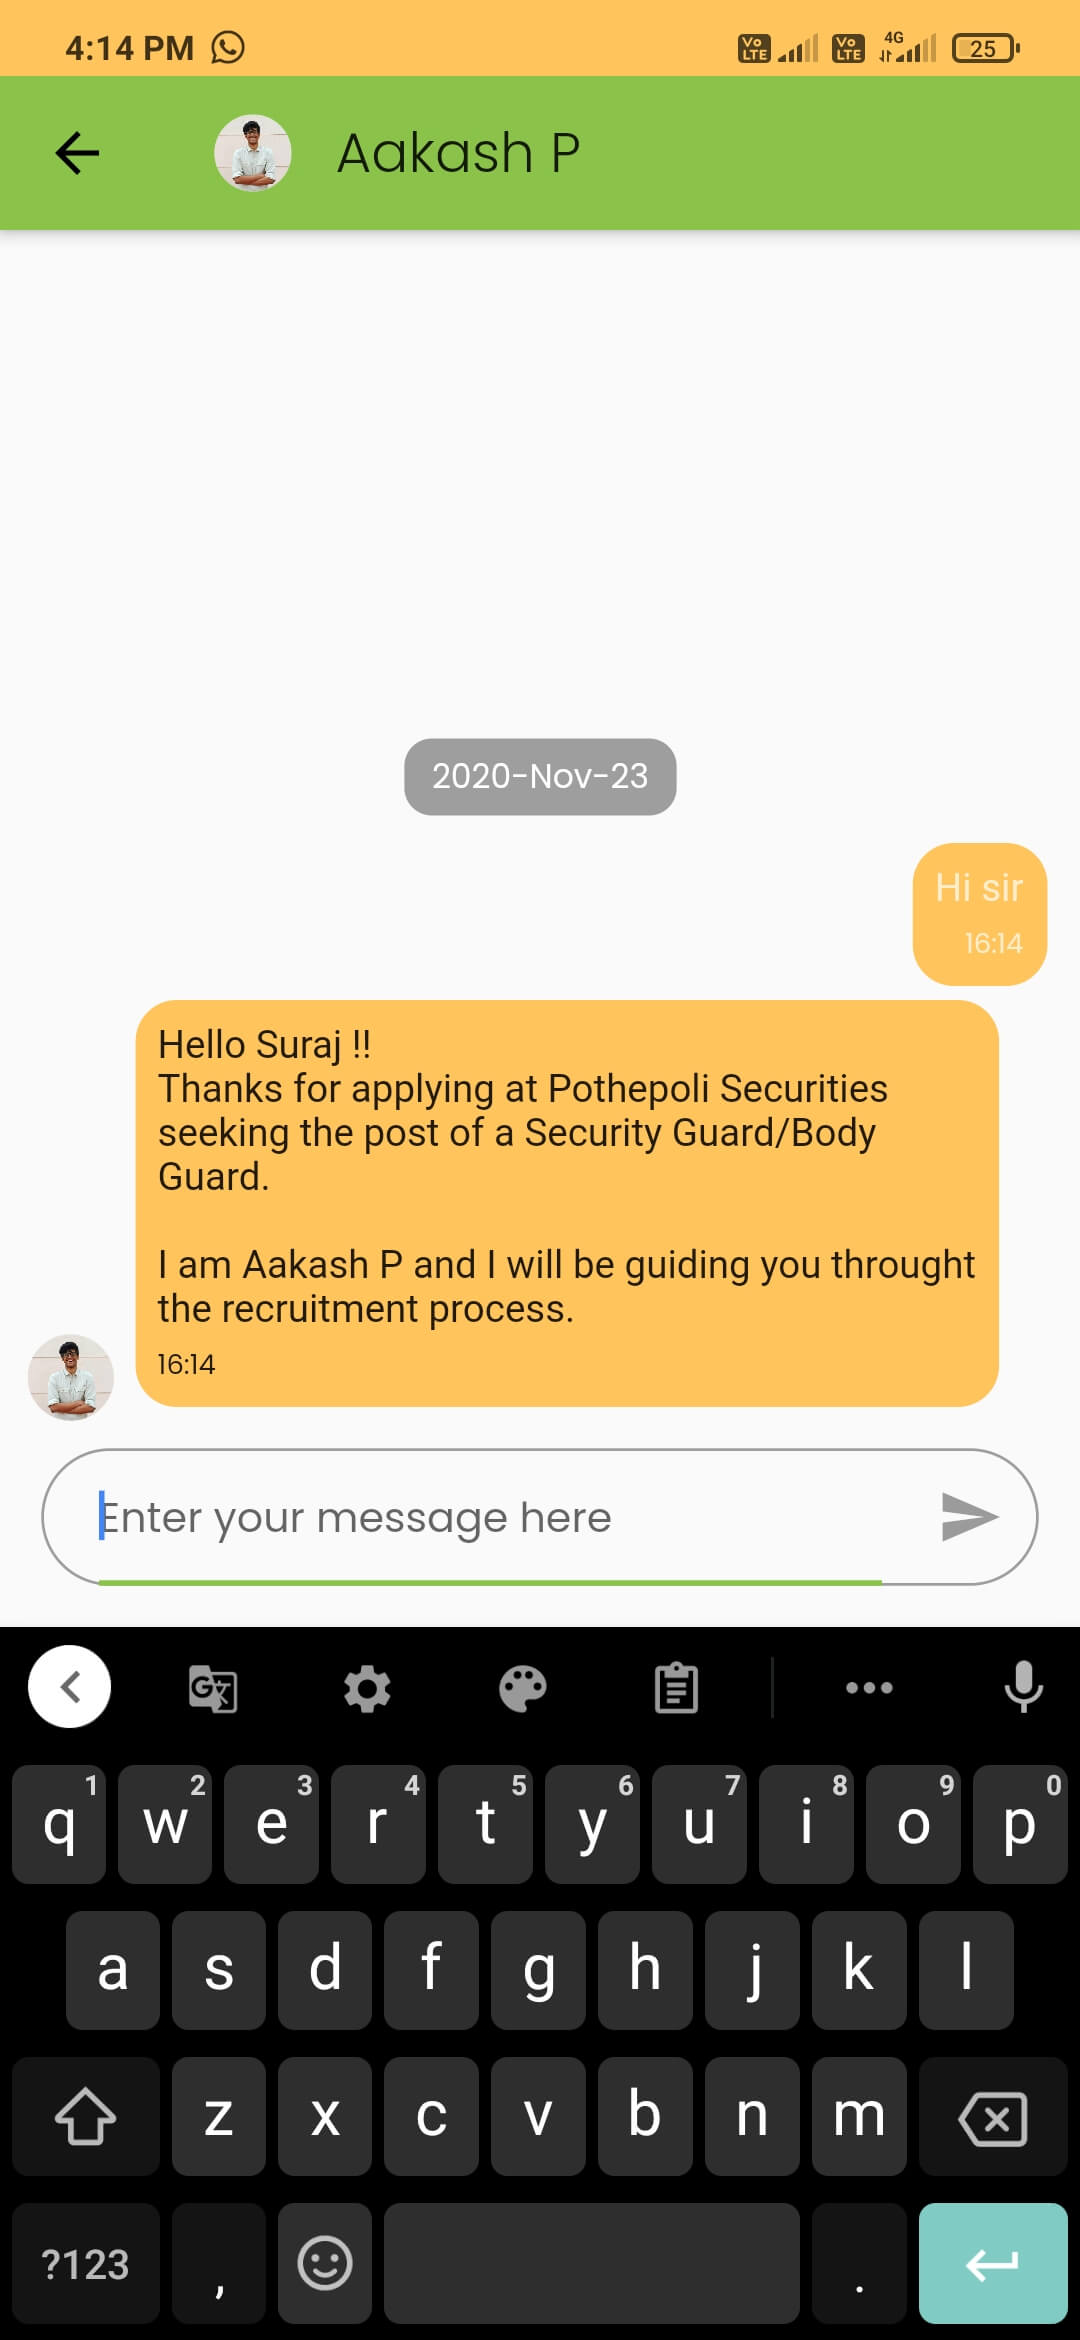 4:14 PM
Vo LTE
Vo LTE
4G
25
Aakash P
2020-Nov-23
Hi sir
16:14
Hello Suraj !!
Thanks for applying at Pothepoli Securities
seeking the post of a Security Guard/Body
Guard.
I am Aakash P and I will be guiding you throught
the recruitment process.
16:14
Enter your message here
G
1 2 3 4 5 6 7 8 9 0
q w e r t y u i o p
a s d f g h j k l
z x c v b n m
?123 , .